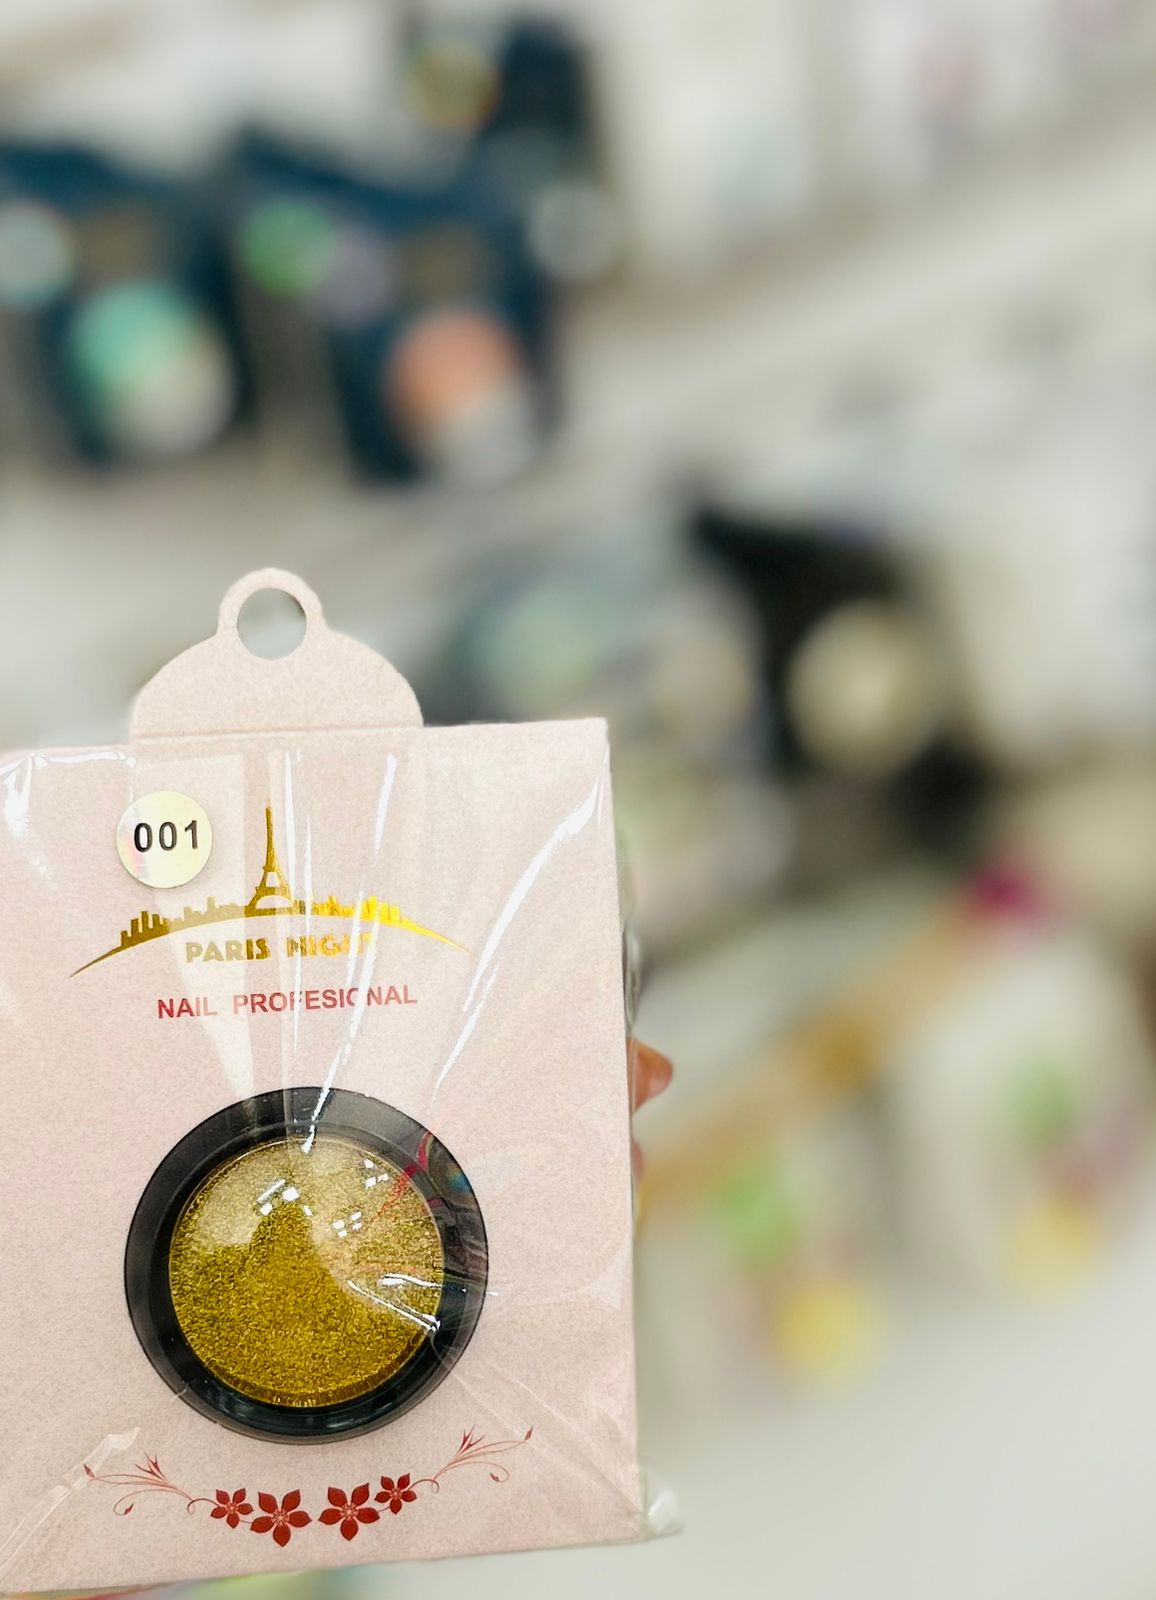 001
PARIS NIGHT
NAIL PROFESIONAL